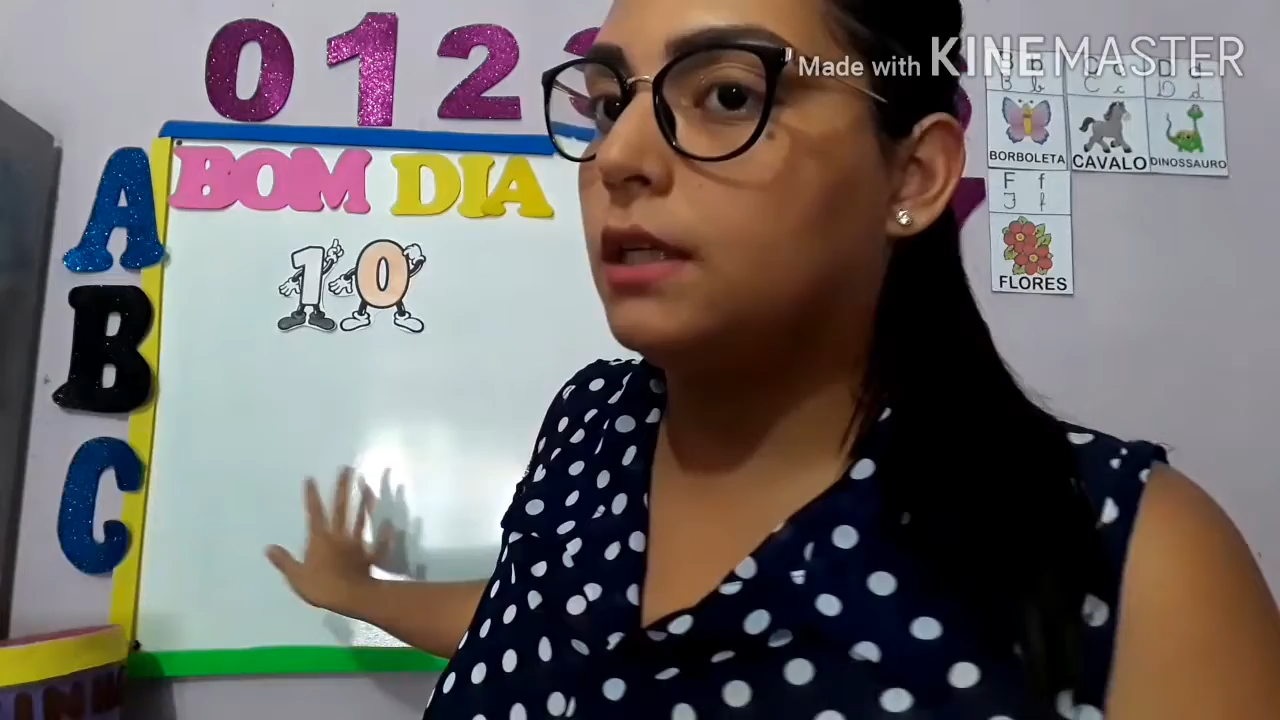 0 1 2
Made with KINEMASTER
A
B
C
BOM DIA
10
B b
B b
BORBOLETA
C c
C c
CAVALO
D d
D d
DINOSSAURO
F f
F f
FLORES